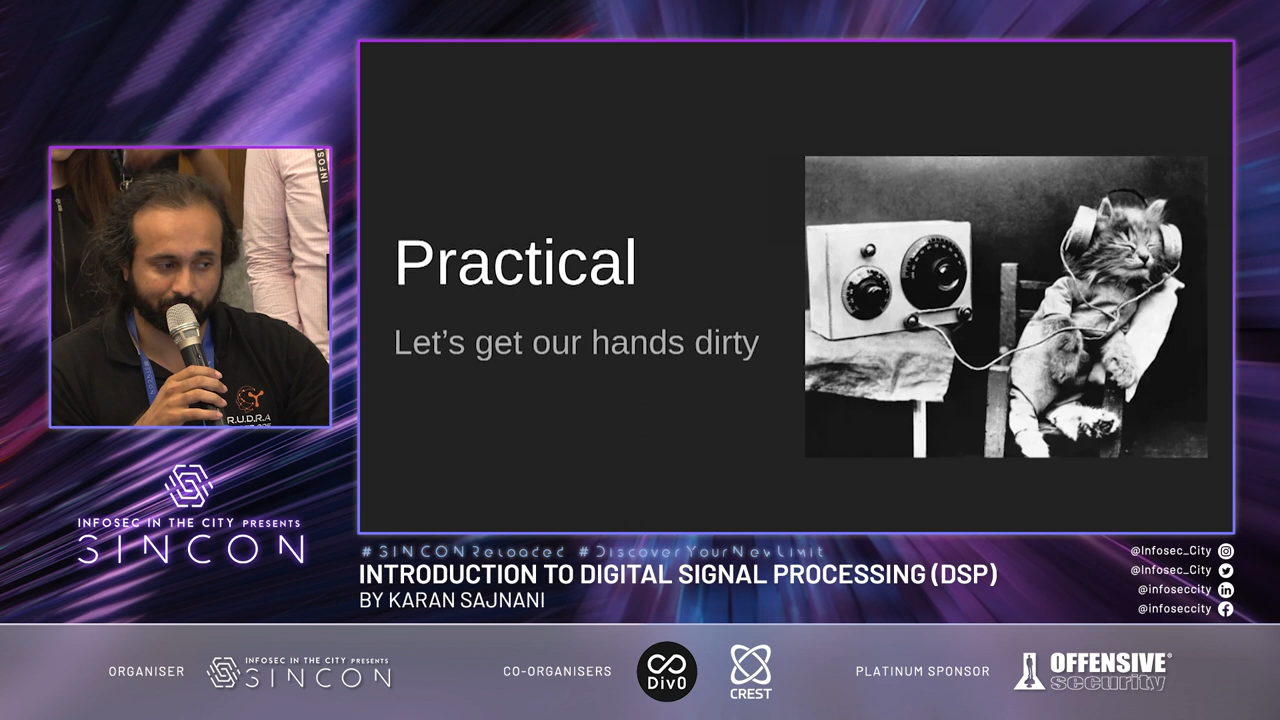 Practical
Let's get our hands dirty
INFOSE
SINCON
R.U.D.R.A
INFOSEC IN THE CITY PRESENTS
SINCON
#SINCONReloaded #DiscoverYourNewLimit
INTRODUCTION TO DIGITAL SIGNAL PROCESSING (DSP)
BY KARAN SAJNANI
@Infosec_City
@Infosec_City
@infoseccity
@infoseccity
ORGANISER
INFOSEC IN THE CITY PRESENTS
SINCON
CO-ORGANISERS
Div0
CREST
PLATINUM SPONSOR
OFFENSIVE®
security